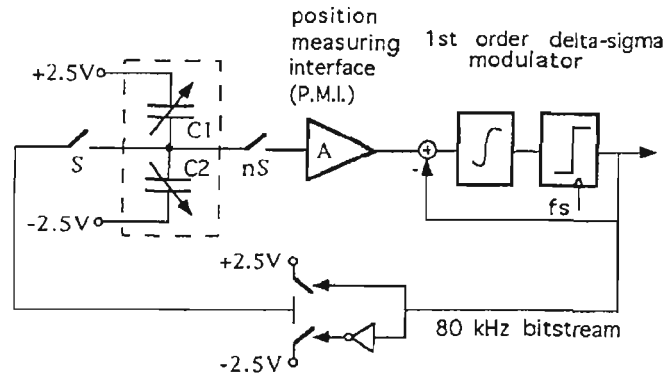 position
measuring
interface
(P.M.I.)
1st order delta-sigma
modulator
+2.5V
C1
S
C2
nS
A
-
∫
fs
-2.5V
+2.5V
80 kHz bitstream
-2.5V